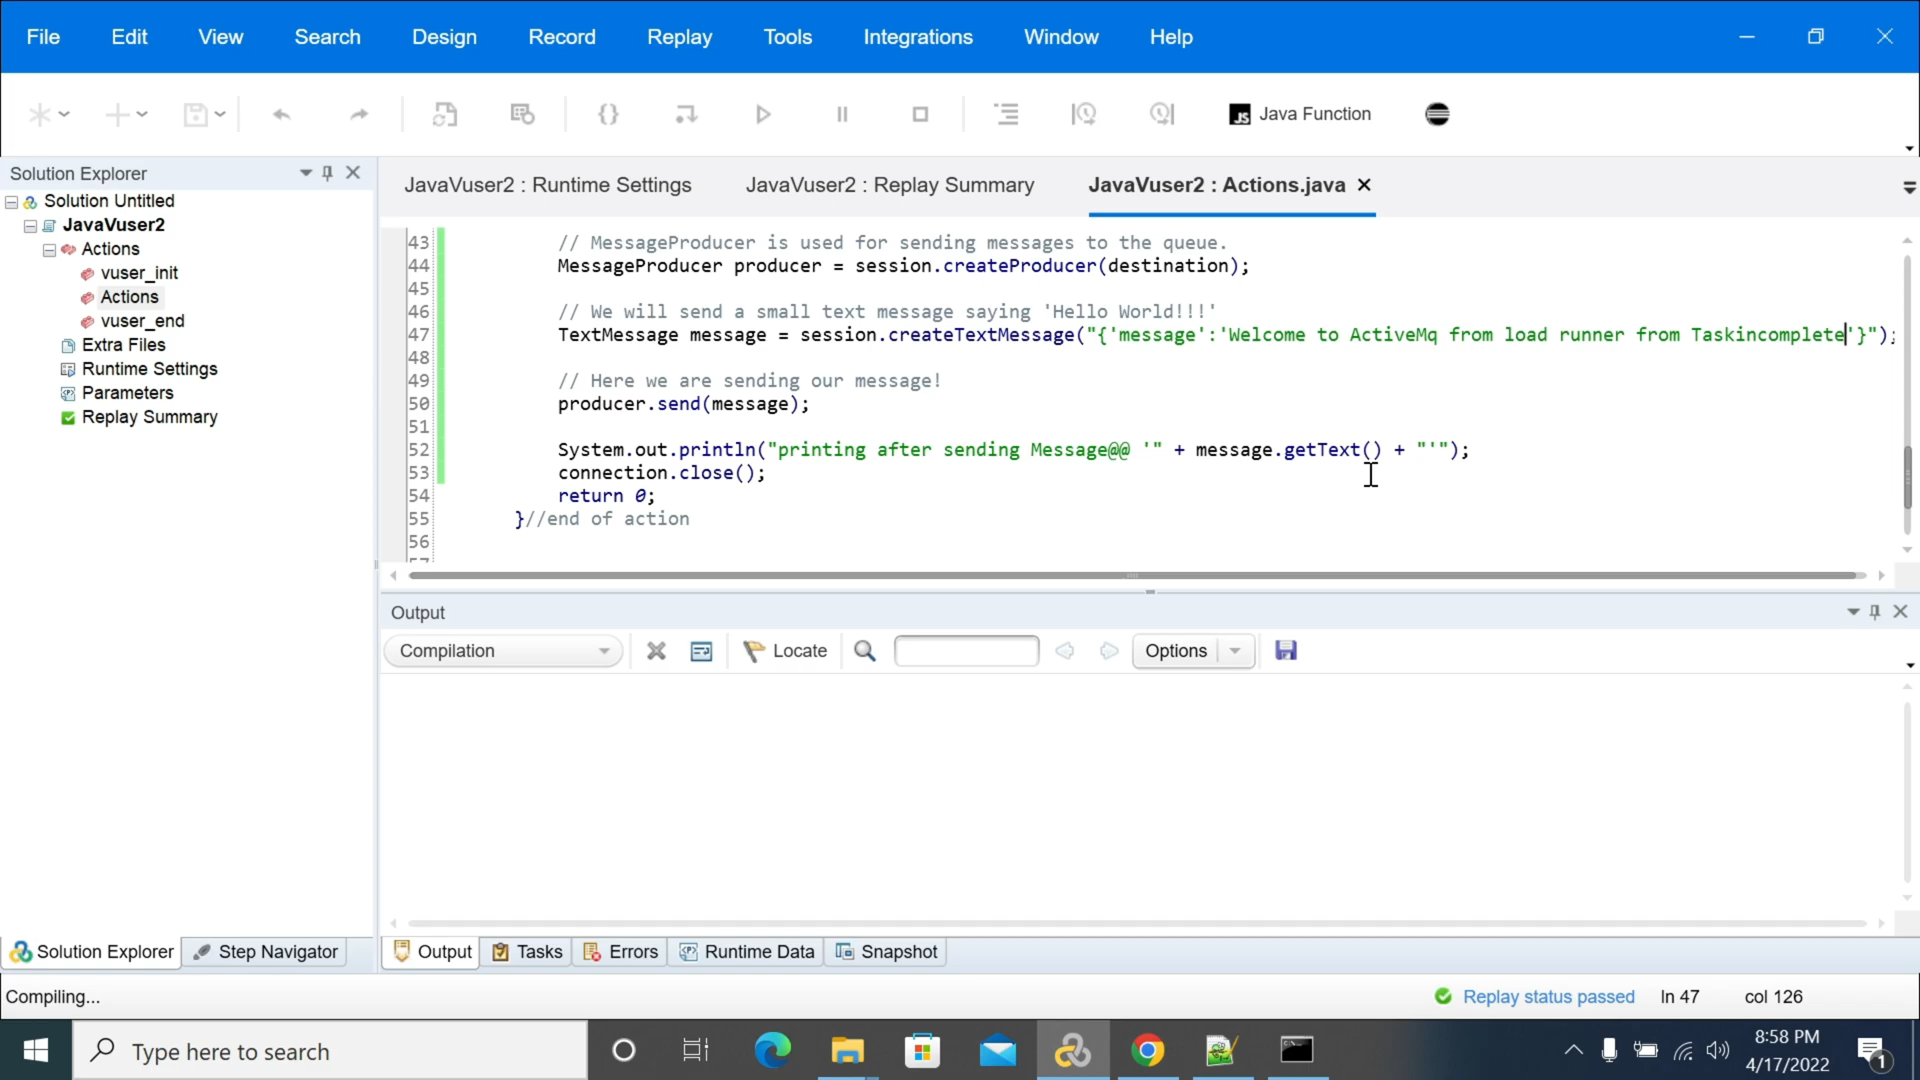 File Edit View Search Design Record Replay Tools Integrations Window Help
JS Java Function
Solution Explorer
Solution Untitled
JavaVuser2
Actions
vuser_init
Actions
vuser_end
Extra Files
Runtime Settings
Parameters
Replay Summary
JavaVuser2 : Runtime Settings JavaVuser2 : Replay Summary JavaVuser2 : Actions.java
43 // MessageProducer is used for sending messages to the queue.
44 MessageProducer producer = session.createProducer(destination);
45
46 // We will send a small text message saying 'Hello World!!!'
47 TextMessage message = session.createTextMessage("{'message':'Welcome to ActiveMq from load runner from Taskincomplete'}");
48
49 // Here we are sending our message!
50 producer.send(message);
51
52 System.out.println("printing after sending Message@@ '" + message.getText() + "'");
53 connection.close();
54 return 0;
55 }//end of action
56
Output
Compilation Locate Options
Solution Explorer Step Navigator Output Tasks Errors Runtime Data Snapshot
Compiling... Replay status passed ln 47 col 126
Type here to search
8:58 PM
4/17/2022
1